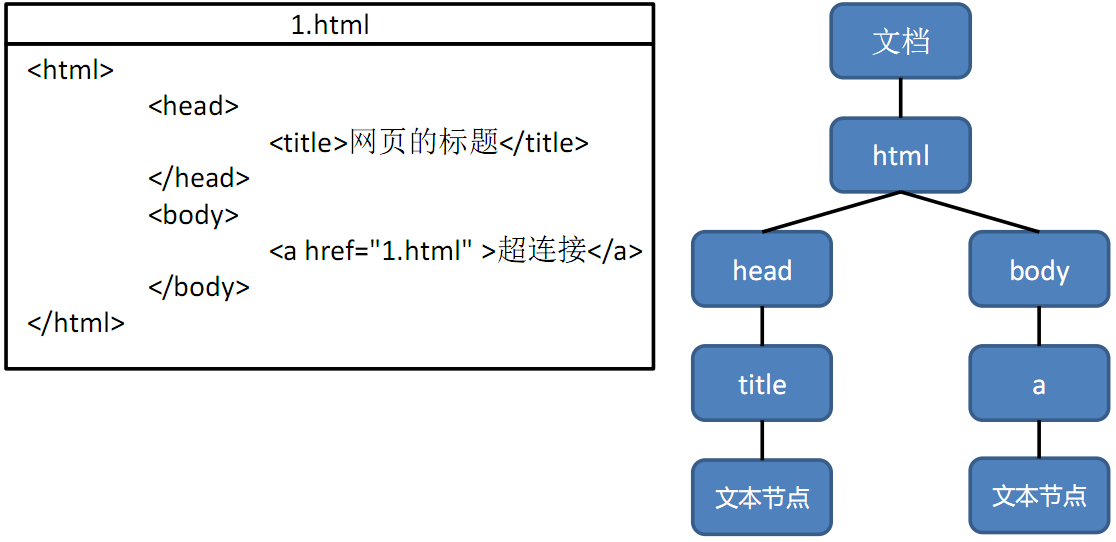 1.html
<html>
<head>
<title>网页的标题</title>
</head>
<body>
<a href="1.html" >超连接</a>
</body>
</html>
文档
html
head
body
title
a
文本节点
文本节点